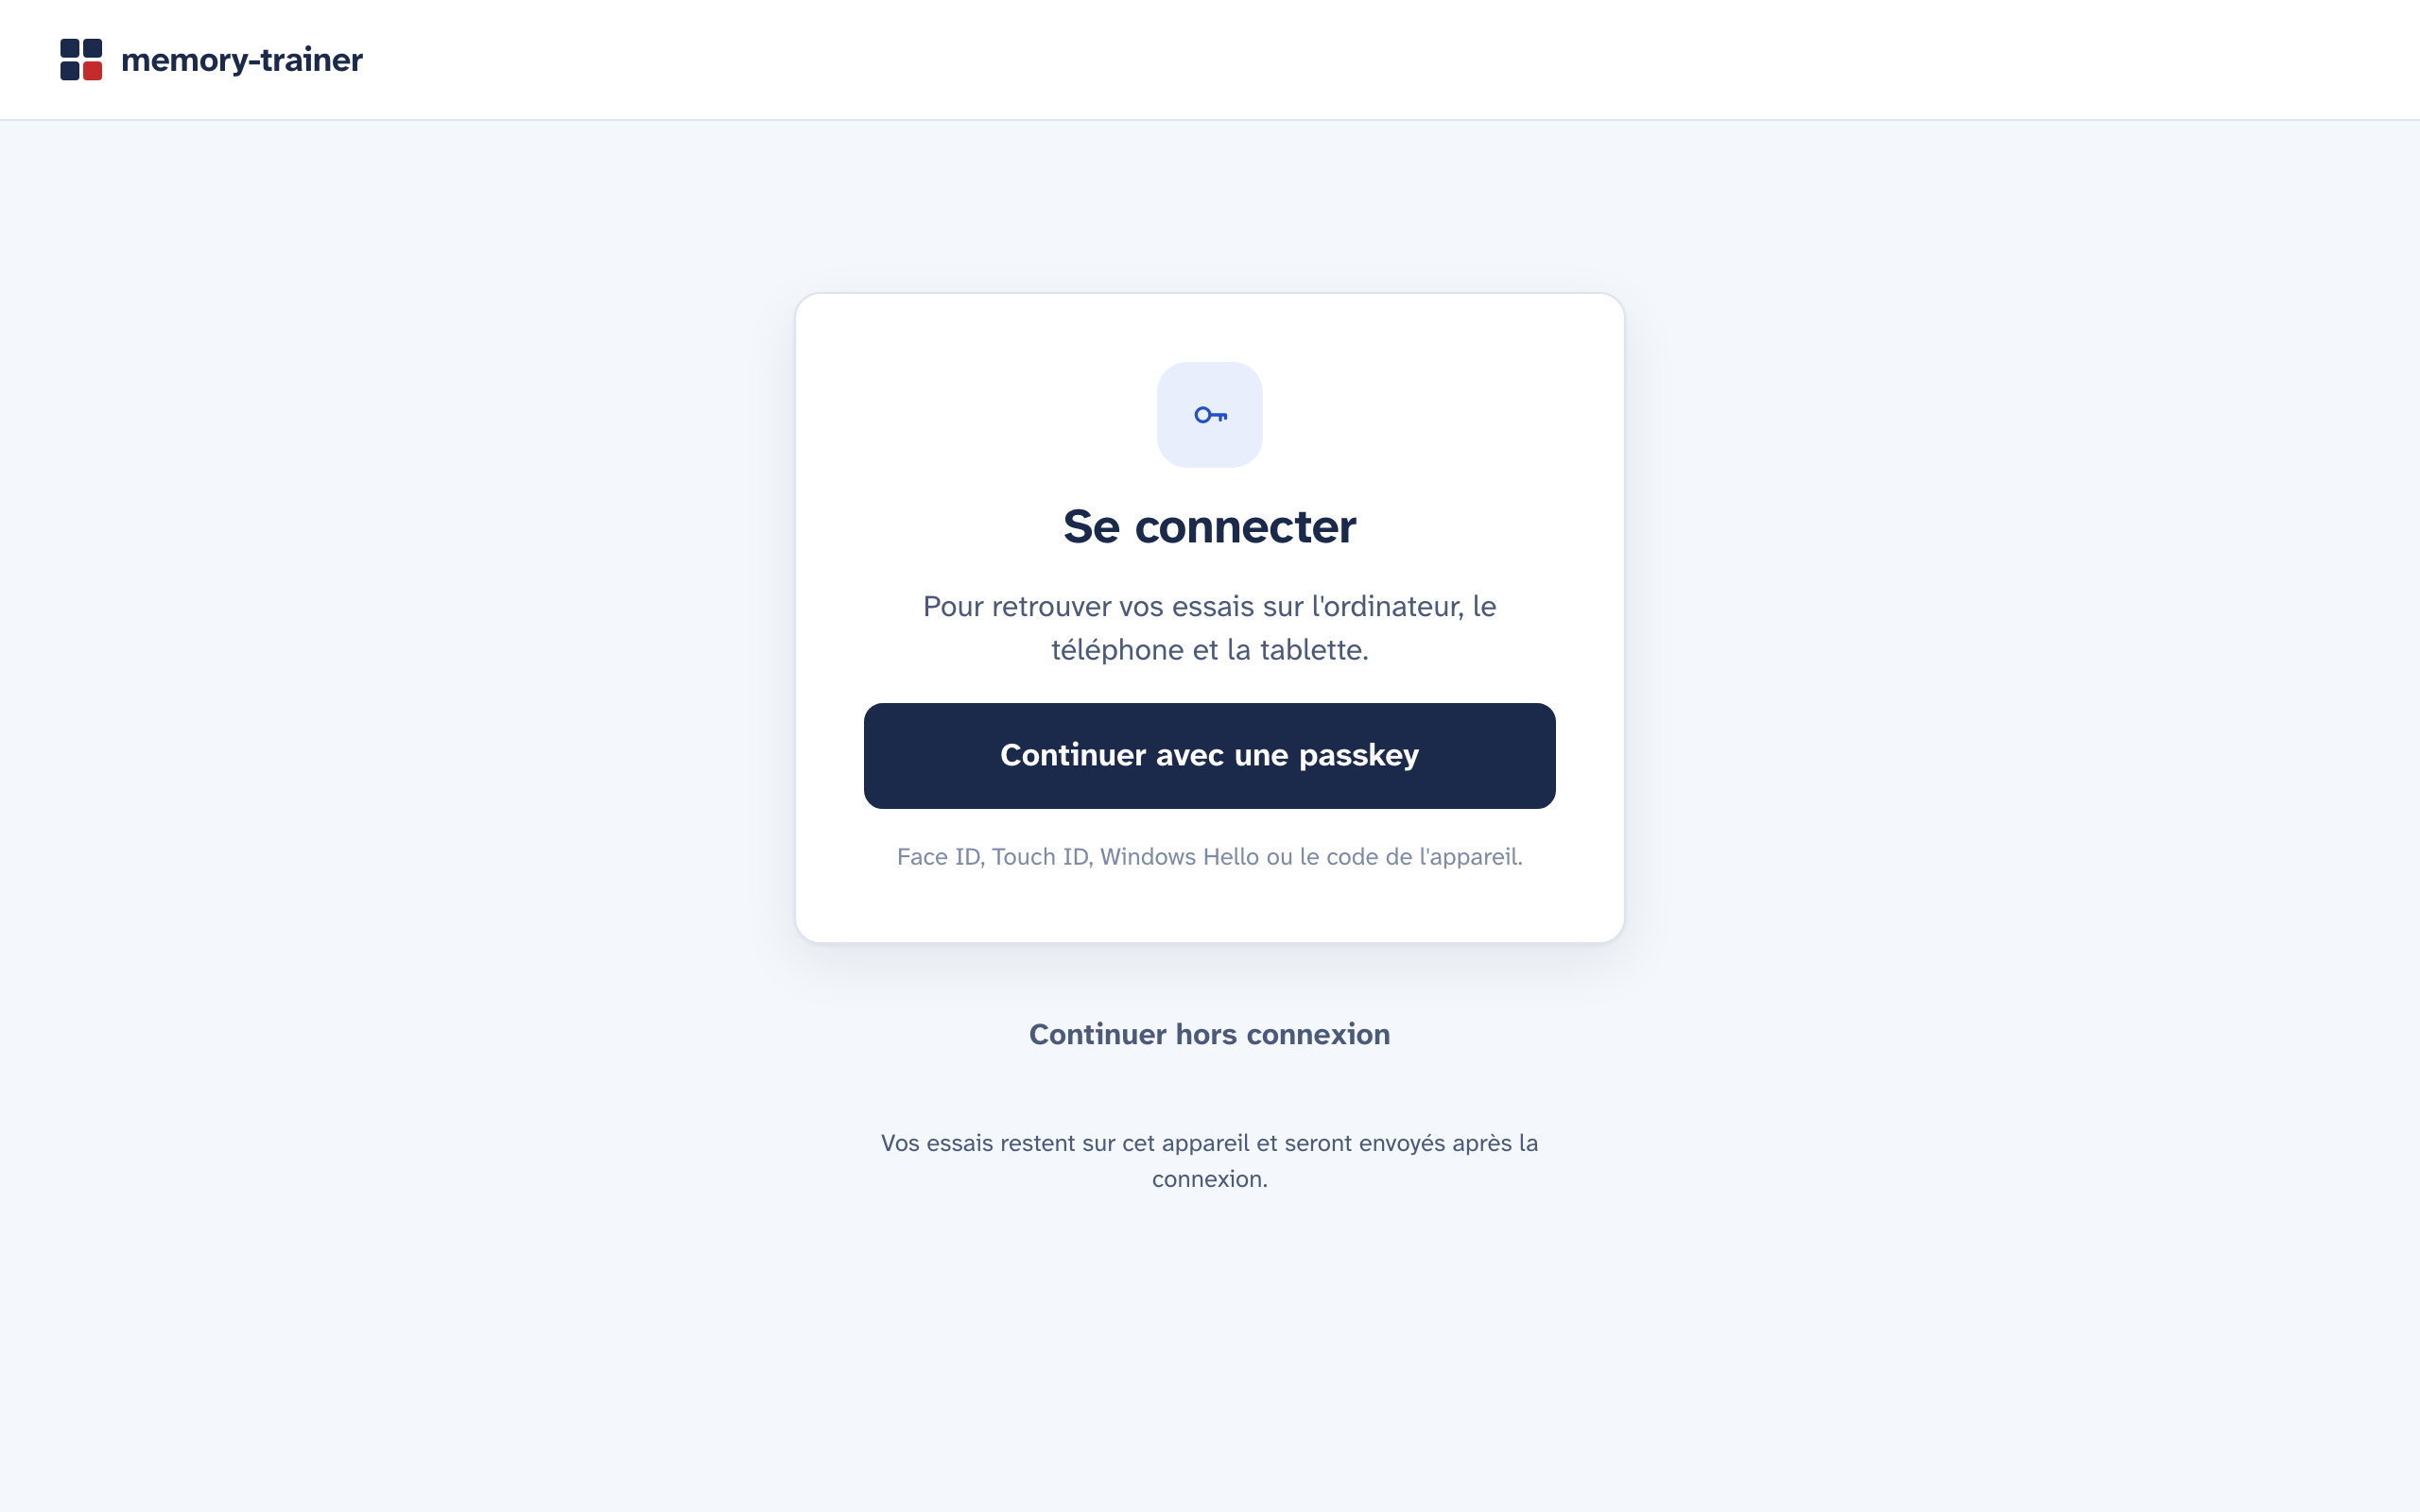 memory-trainer
Se connecter
Pour retrouver vos essais sur l'ordinateur, le
téléphone et la tablette.
Continuer avec une passkey
Face ID, Touch ID, Windows Hello ou le code de l'appareil.
Continuer hors connexion
Vos essais restent sur cet appareil et seront envoyés après la
connexion.